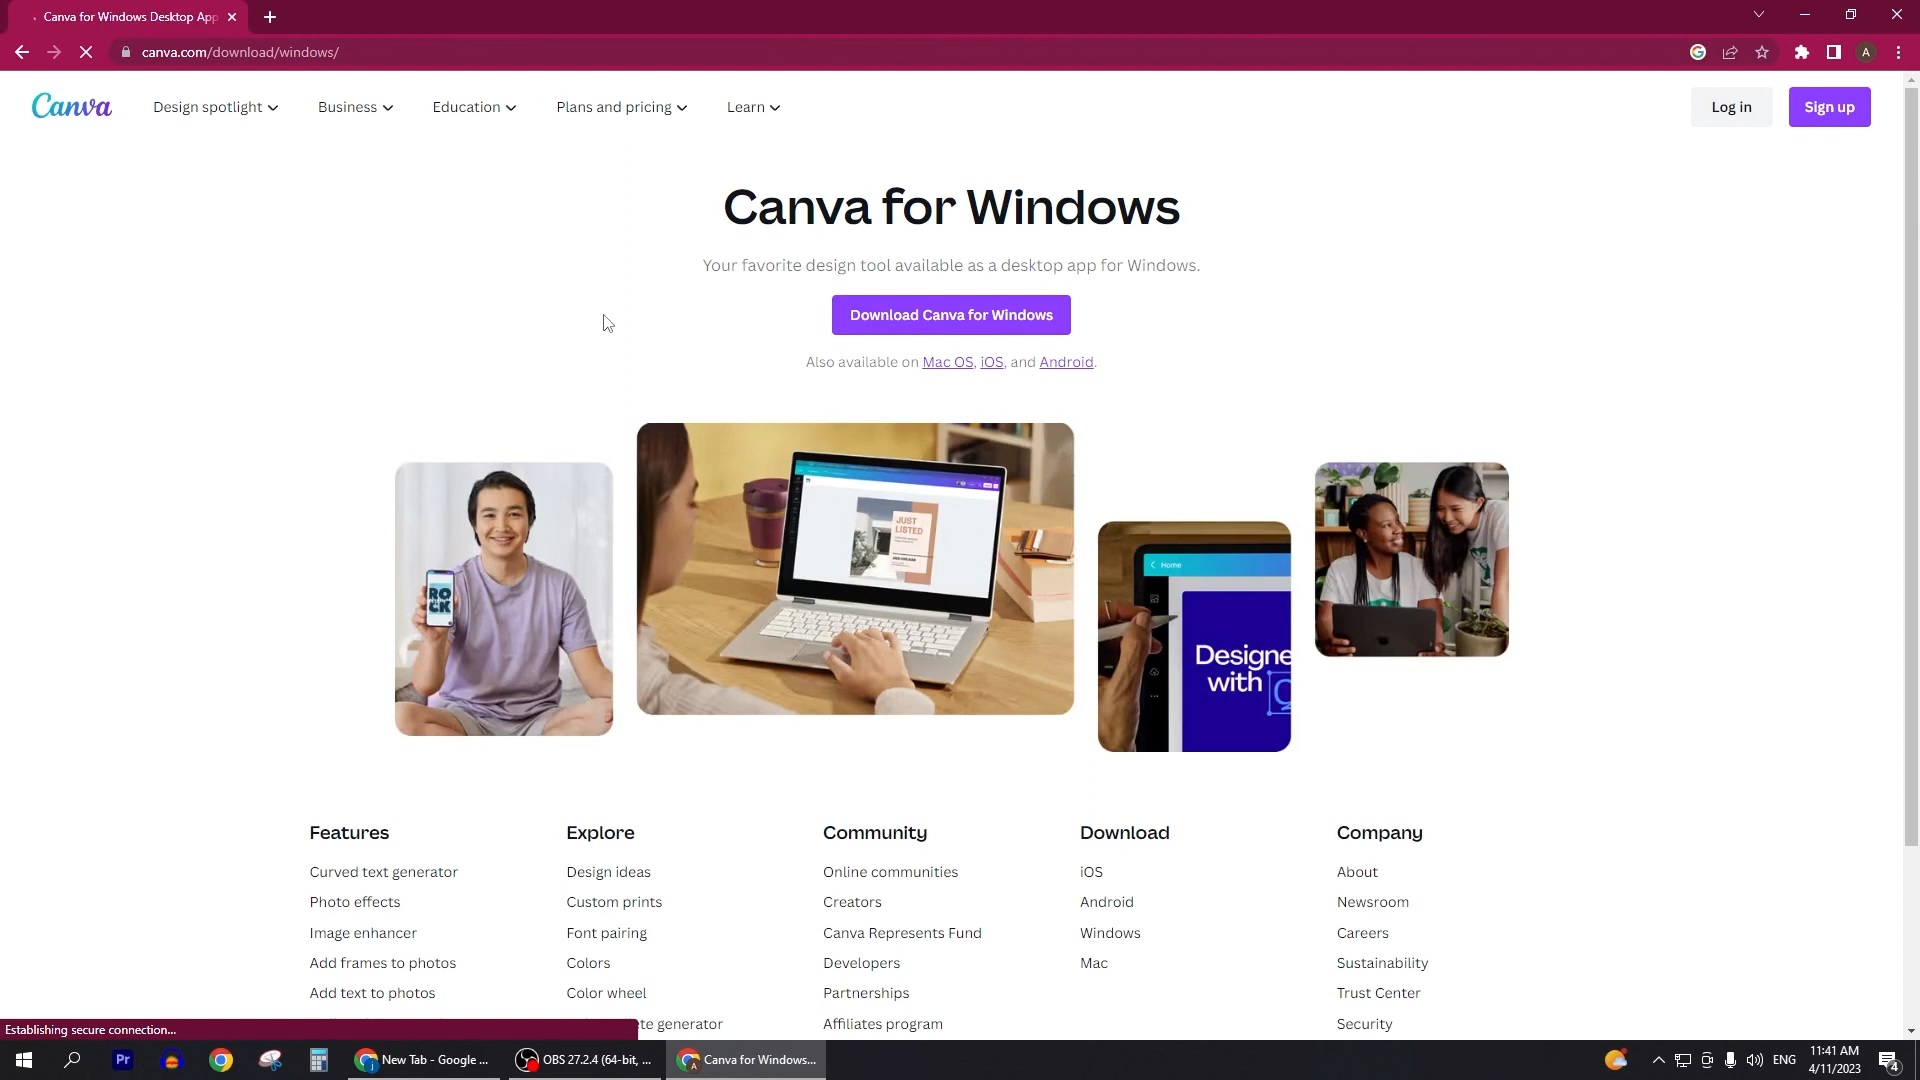 Canva for Windows Desktop App
canva.com/download/windows/
A
Canva
Design spotlight
Business
Education
Plans and pricing
Learn
Log in
Sign up
Canva for Windows
Your favorite design tool available as a desktop app for Windows.
Download Canva for Windows
Also available on Mac OS, iOS, and Android.
JUST
LISTED
RO
CK
Home
Designe
with
Features
Curved text generator
Photo effects
Image enhancer
Add frames to photos
Add text to photos
Explore
Design ideas
Custom prints
Font pairing
Colors
Color wheel
te generator
Community
Online communities
Creators
Canva Represents Fund
Developers
Partnerships
Affiliates program
Download
iOS
Android
Windows
Mac
Company
About
Newsroom
Careers
Sustainability
Trust Center
Security
Establishing secure connection...
Pr
New Tab - Google ...
OBS 27.2.4 (64-bit, ...
Canva for Windows...
ENG
11:41 AM
4/11/2023
4